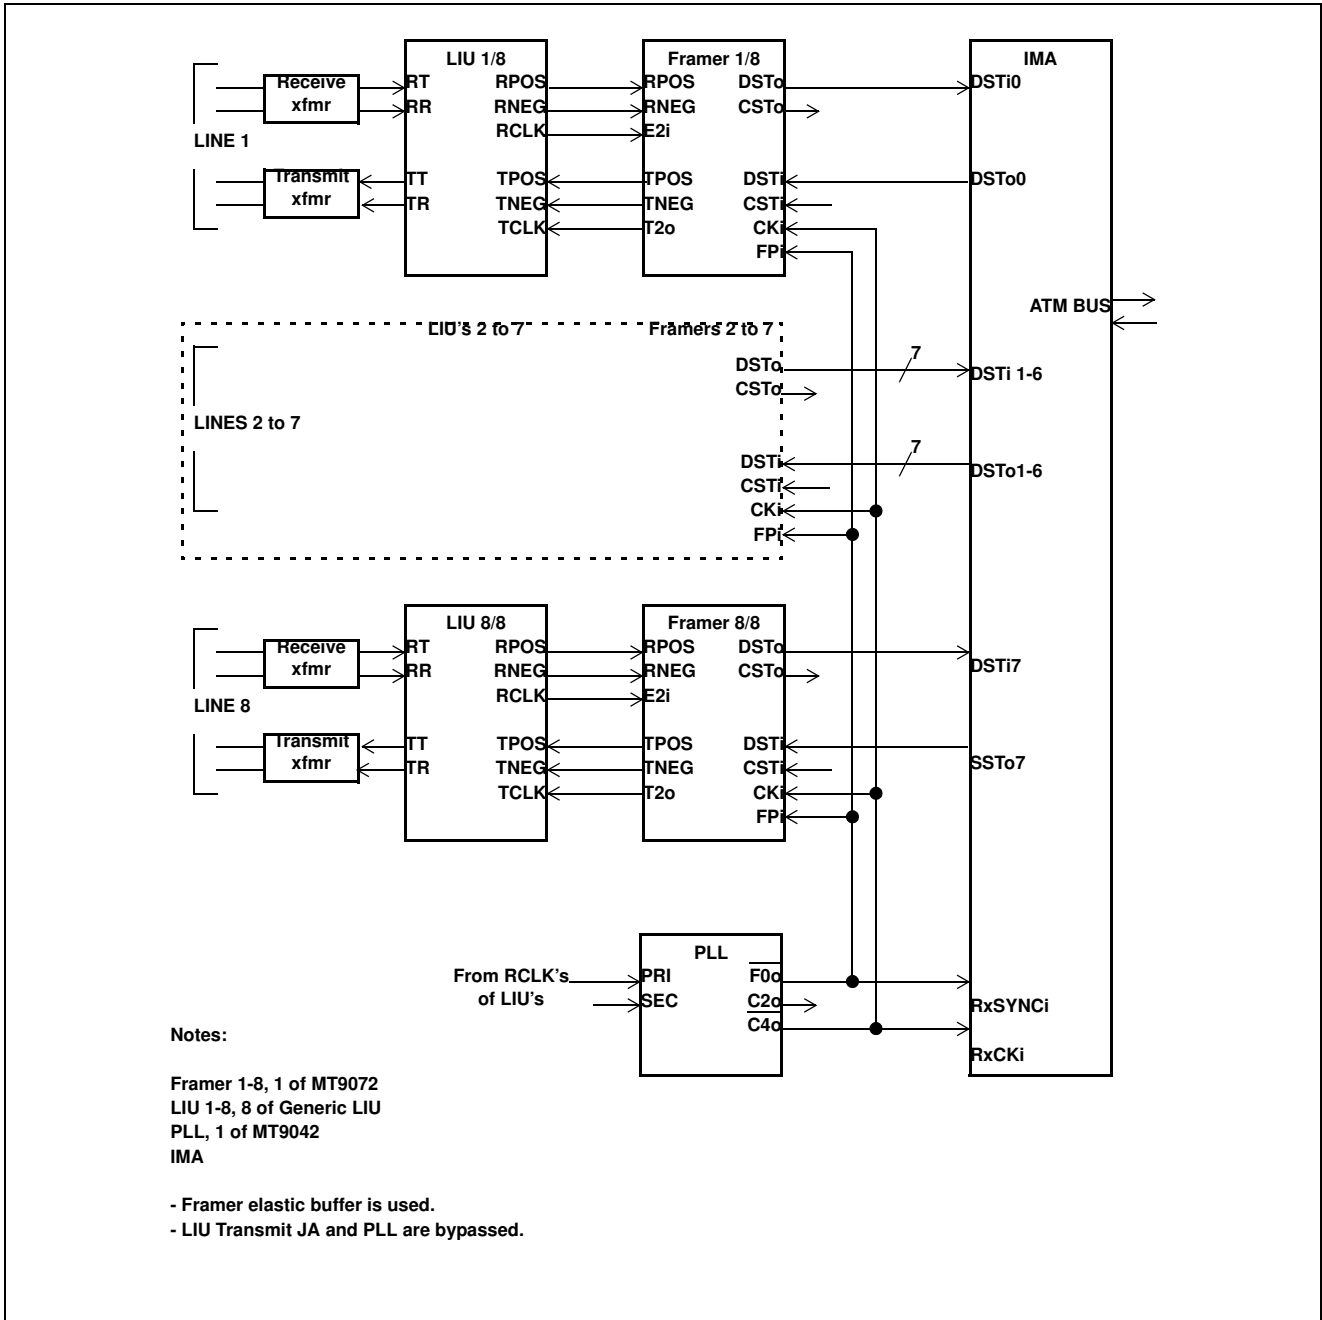 LIU 1/8
Framer 1/8
IMA
Receive
xfmr
RT
RR
RPOS
RNEG
RCLK
RPOS
RNEG
E2i
DSTo
CSTo
DSTi0
LINE 1
Transmit
xfmr
TT
TR
TPOS
TNEG
TCLK
TPOS
TNEG
T2o
DSTi
CSTi
CKi
FPi
DSTo0
ATM BUS
LIU's 2 to 7
Framers 2 to 7
DSTo
CSTo
7
DSTi 1-6
LINES 2 to 7
DSTi
CSTi
CKi
FPi
7
DSTo1-6
LIU 8/8
Framer 8/8
Receive
xfmr
RT
RR
RPOS
RNEG
RCLK
RPOS
RNEG
E2i
DSTo
CSTo
DSTi7
LINE 8
Transmit
xfmr
TT
TR
TPOS
TNEG
TCLK
TPOS
TNEG
T2o
DSTi
CSTi
CKi
FPi
SSTo7
PLL
From RCLK's
of LIU's
PRI
SEC
F0o
C2o
C4o
RxSYNCi
RxCKi
Notes:
Framer 1-8, 1 of MT9072
LIU 1-8, 8 of Generic LIU
PLL, 1 of MT9042
IMA
- Framer elastic buffer is used.
- LIU Transmit JA and PLL are bypassed.